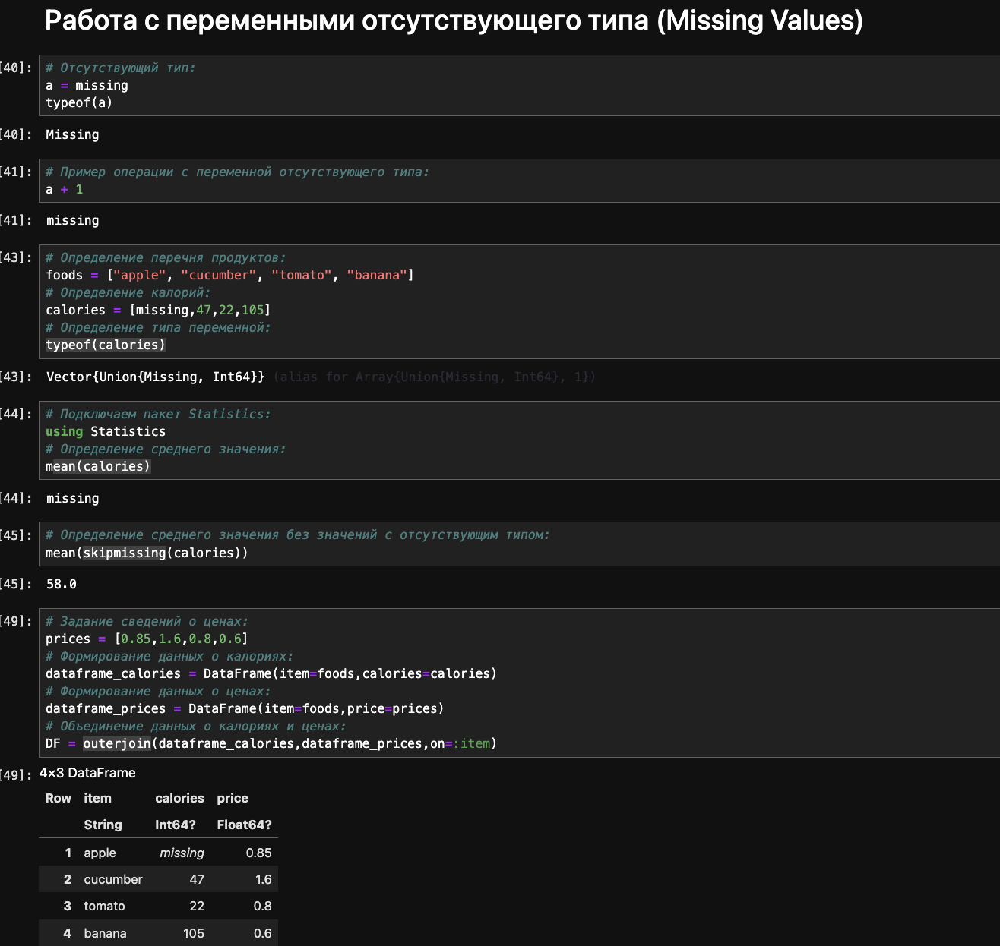 Работа с переменными отсутствующего типа (Missing Values)
[40]:
# Отсутствующий тип:
a = missing
typeof(a)
[40]: Missing
[41]:
# Пример операции с переменной отсутствующего типа:
a + 1
[41]: missing
[43]:
# Определение перечня продуктов:
foods = ["apple", "cucumber", "tomato", "banana"]
# Определение калорий:
calories = [missing,47,22,105]
# Определение типа переменной:
typeof(calories)
[43]: Vector{Union{Missing, Int64}} (alias for Array{Union{Missing, Int64}, 1})
[44]:
# Подключаем пакет Statistics:
using Statistics
# Определение среднего значения:
mean(calories)
[44]: missing
[45]:
# Определение среднего значения без значений с отсутствующим типом:
mean(skipmissing(calories))
[45]: 58.0
[49]:
# Задание сведений о ценах:
prices = [0.85,1.6,0.8,0.6]
# Формирование данных о калориях:
dataframe_calories = DataFrame(item=foods,calories=calories)
# Формирование данных о ценах:
dataframe_prices = DataFrame(item=foods,price=prices)
# Объединение данных о калориях и ценах:
DF = outerjoin(dataframe_calories,dataframe_prices,on=:item)
[49]: 4×3 DataFrame
Row item calories price
String Int64? Float64?
1 apple missing 0.85
2 cucumber 47 1.6
3 tomato 22 0.8
4 banana 105 0.6